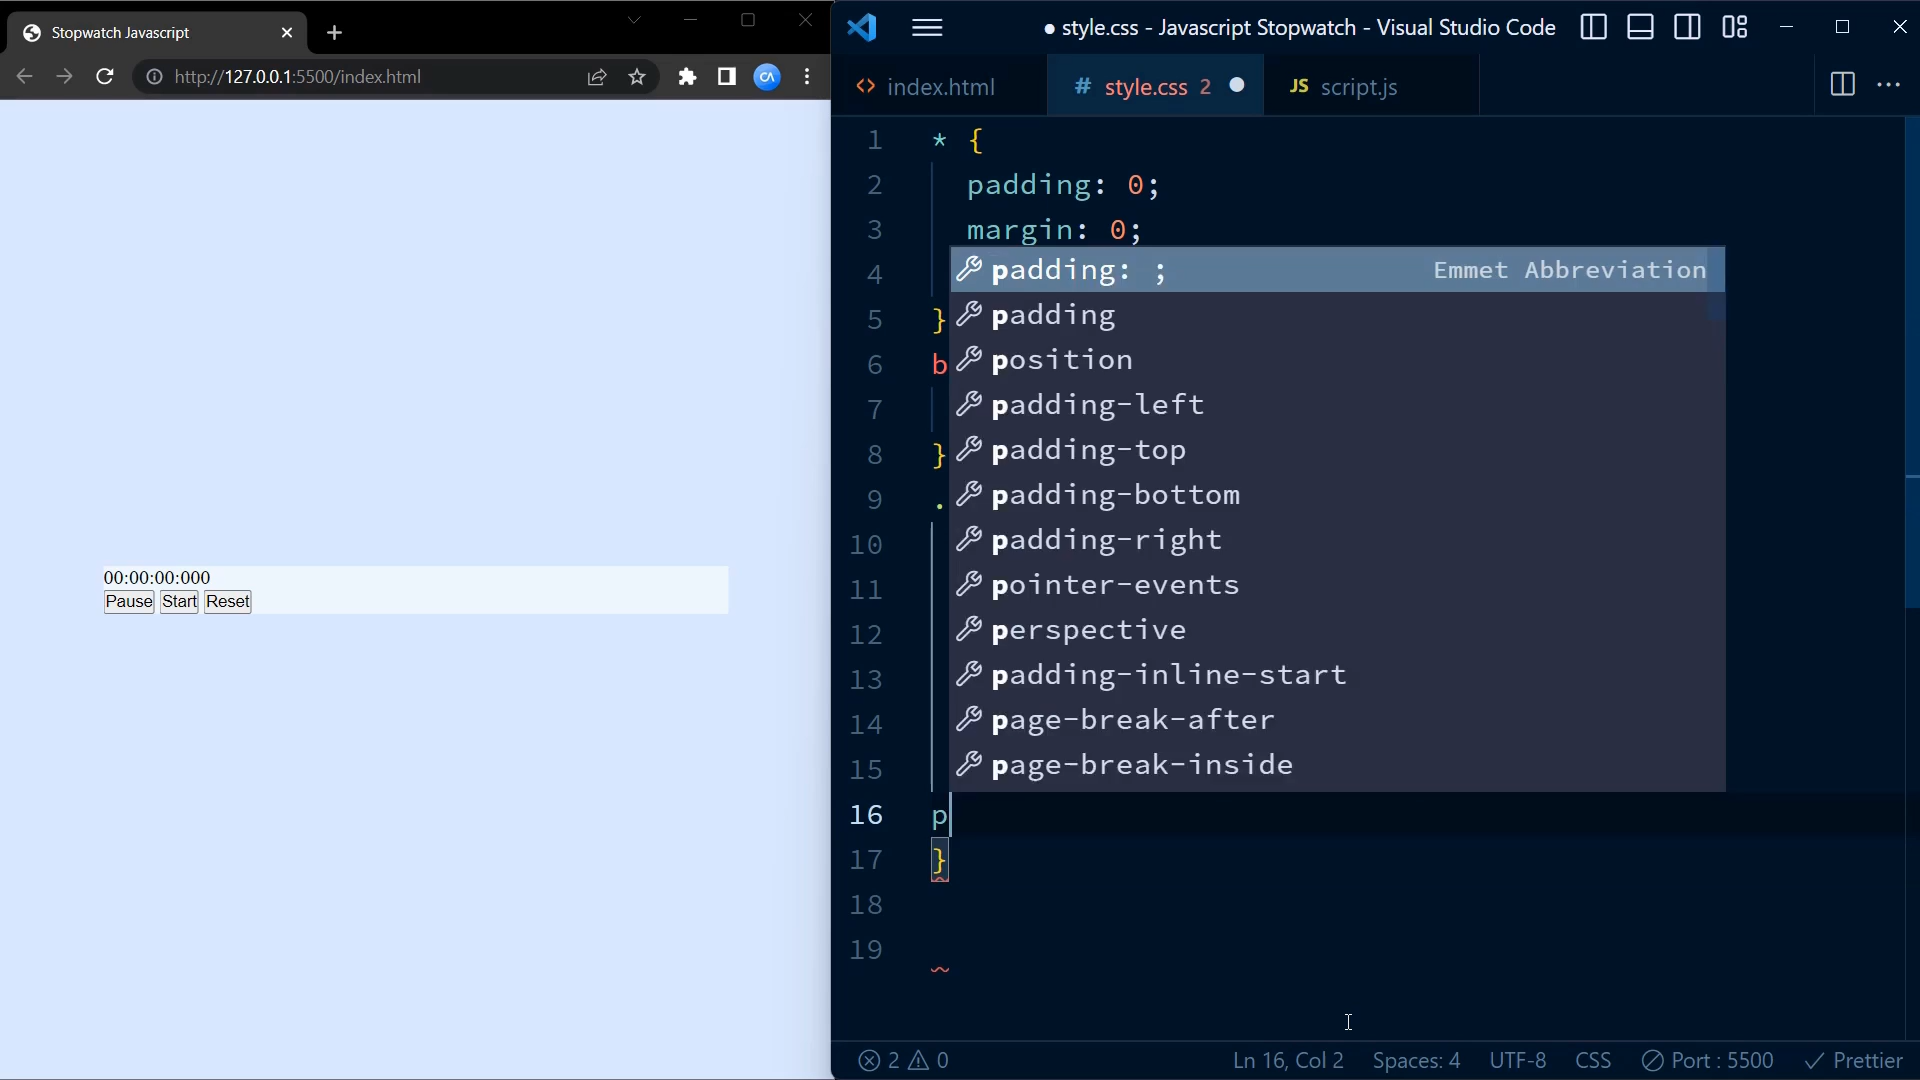 Stopwatch Javascript
http://127.0.0.1:5500/index.html
CA
00:00:00:000
Pause Start Reset
● style.css - Javascript Stopwatch - Visual Studio Code
<> index.html
# style.css 2
JS script.js
1 * {
2 padding: 0;
3 margin: 0;
4 padding: ; Emmet Abbreviation
5 } padding
6 b position
7 padding-left
8 } padding-top
9 . padding-bottom
10 padding-right
11 pointer-events
12 perspective
13 padding-inline-start
14 page-break-after
15 page-break-inside
16 p
17 }
18
19
2 0 Ln 16, Col 2 Spaces: 4 UTF-8 CSS Port : 5500 Prettier